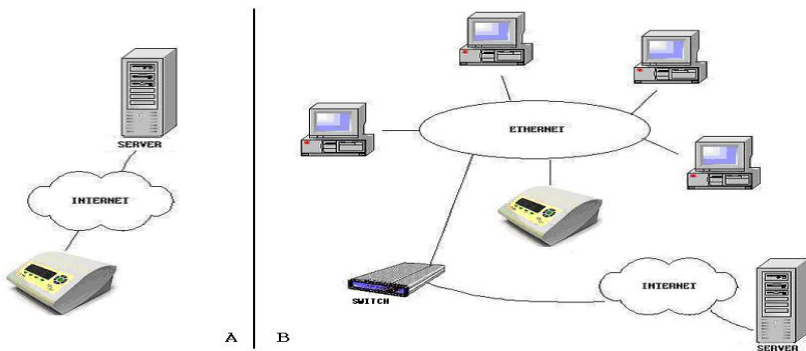 SERVER
INTERNET
A
B
ETHERNET
SWITCH
INTERNET
SERVER